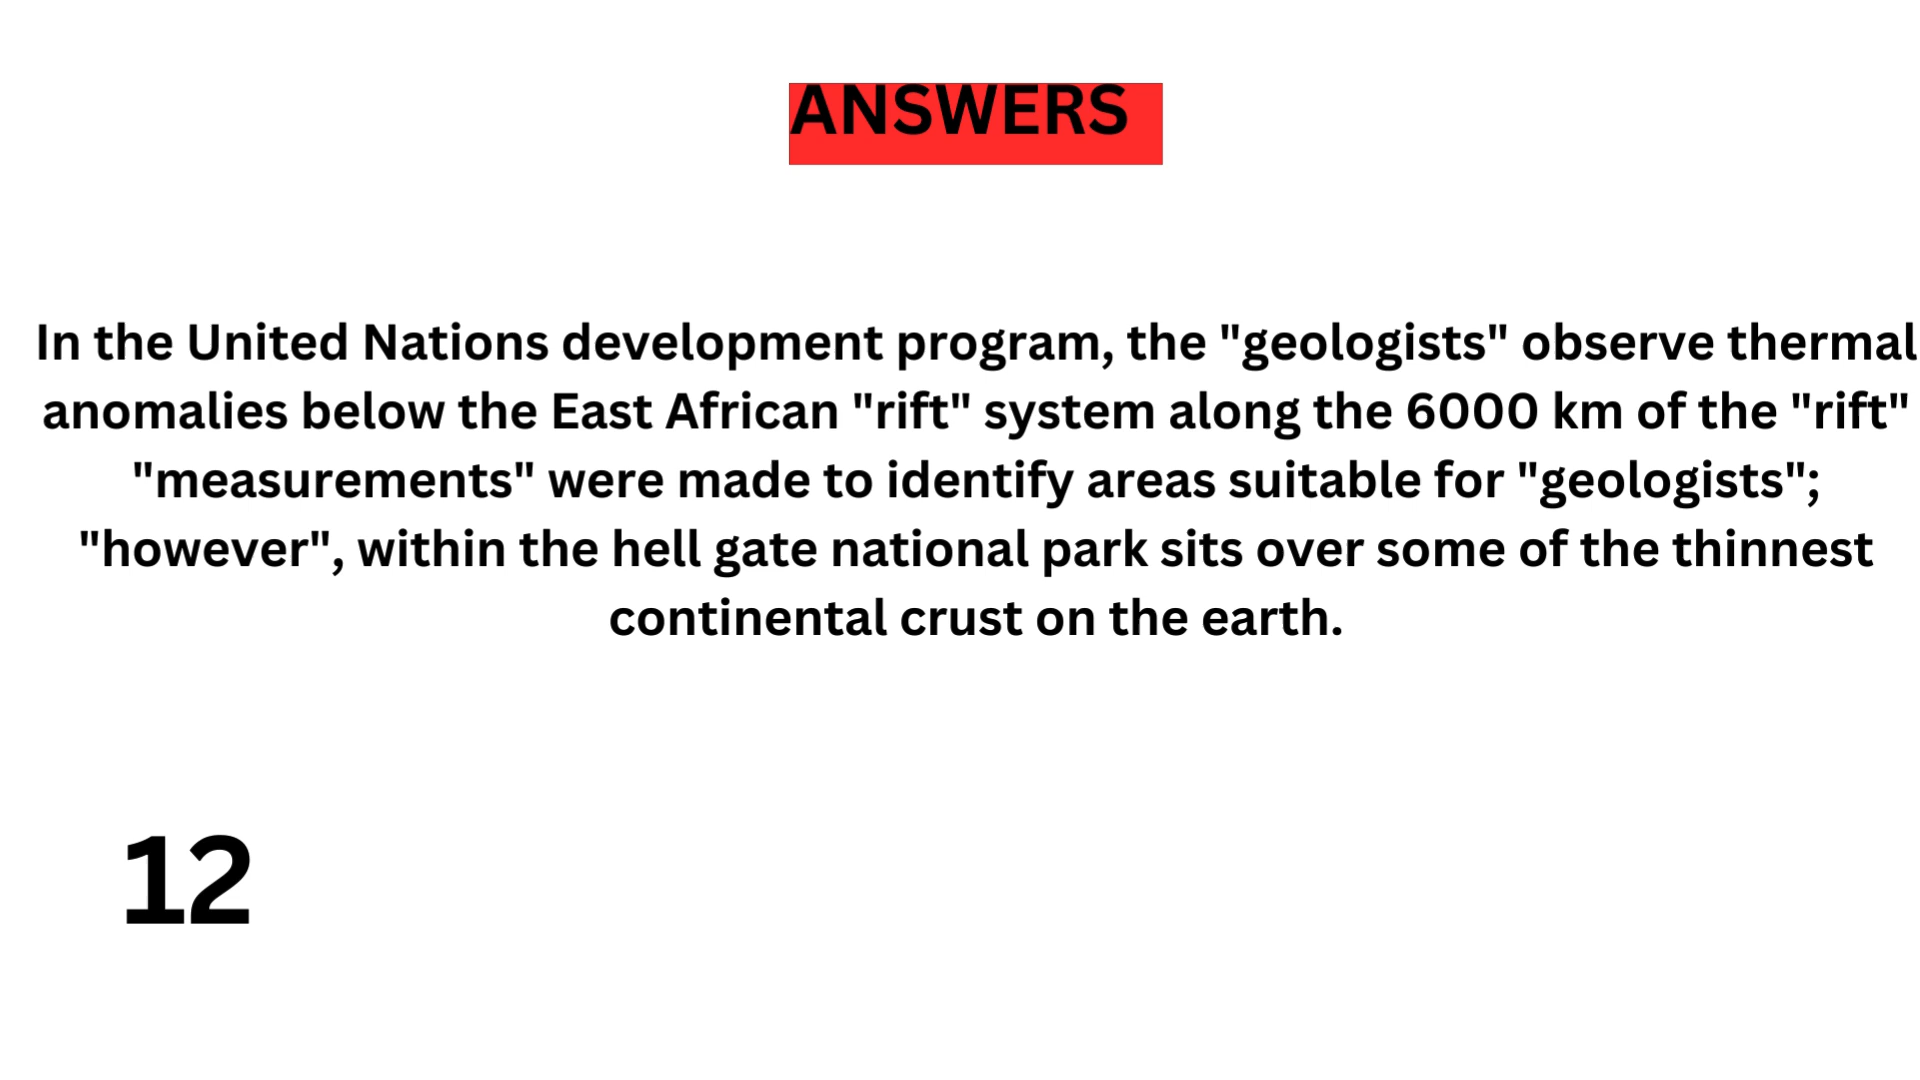 ANSWERS
In the United Nations development program, the "geologists" observe thermal
anomalies below the East African "rift" system along the 6000 km of the "rift"
"measurements" were made to identify areas suitable for "geologists";
"however", within the hell gate national park sits over some of the thinnest
continental crust on the earth.
12